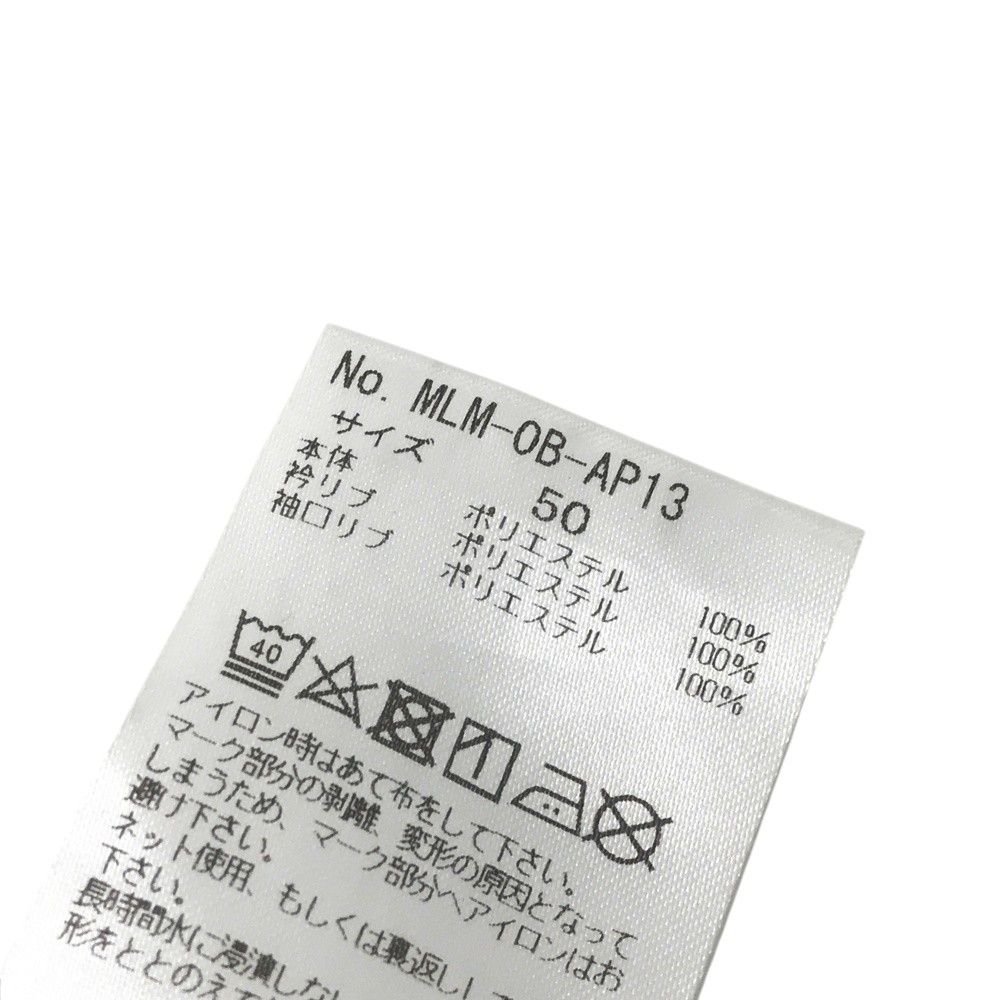 No. MLM-OB-AP13
サイズ 50
本体 ポリエステル 100%
衿リブ ポリエステル 100%
袖口リブ ポリエステル 100%
40
アイロン時はあて布をして下さい。
マーク部分の剥離、変形の原因となって
しまうため、マーク部分へアイロンはお
避け下さい。
ネット使用、もしくは裏返し
下さい。
長時間水に浸漬しな
形をととのえて